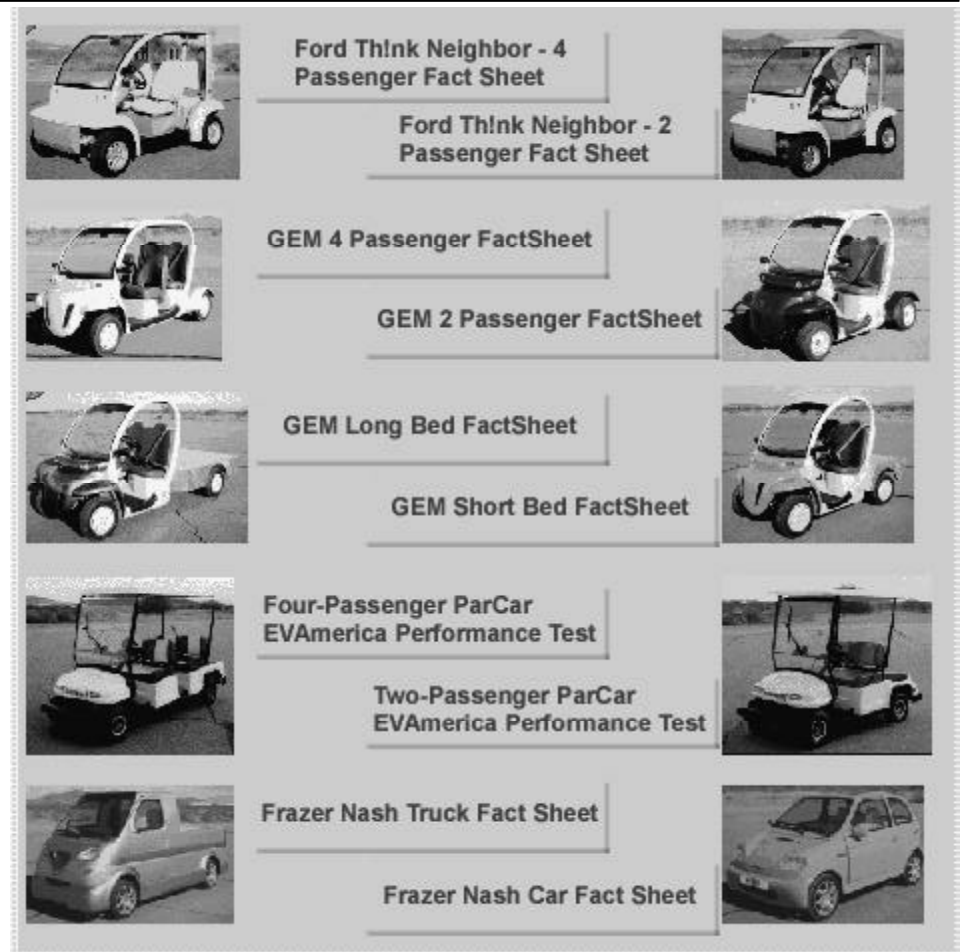 Ford Th!nk Neighbor - 4
Passenger Fact Sheet
Ford Th!nk Neighbor - 2
Passenger Fact Sheet
GEM 4 Passenger FactSheet
GEM 2 Passenger FactSheet
GEM Long Bed FactSheet
GEM Short Bed FactSheet
Four-Passenger ParCar
EVAmerica Performance Test
Two-Passenger ParCar
EVAmerica Performance Test
Frazer Nash Truck Fact Sheet
Frazer Nash Car Fact Sheet